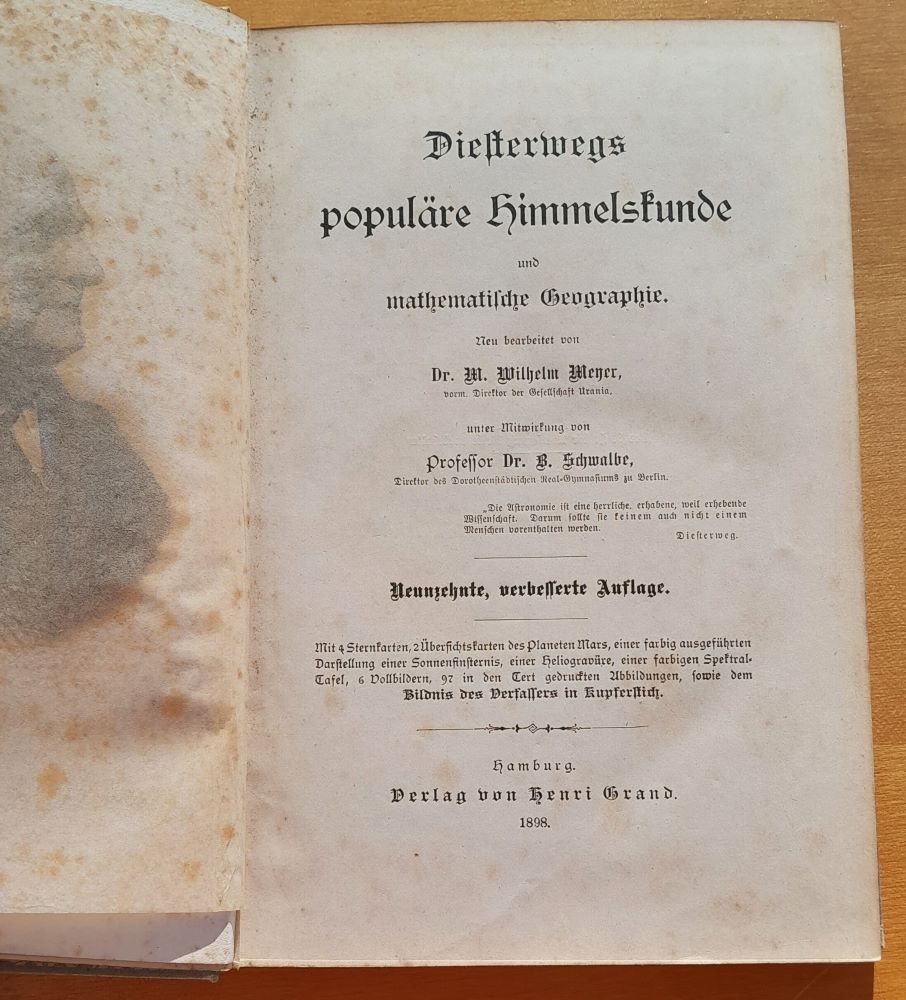 Diesterwegs
populäre Himmelskunde
und
mathematische Geographie.
Neu bearbeitet von
Dr. M. Wilhelm Meyer,
vorm. Direktor der Gesellschaft Urania,
unter Mitwirkung von
Professor Dr. B. Schwalbe,
Direktor des Dorotheenstädtischen Real-Gymnasiums zu Berlin.
„Die Astronomie ist eine herrliche, erhabene, weil erhebende
Wissenschaft. Darum sollte sie keinem auch nicht einem
Menschen vorenthalten werden.
Diesterweg.
Neunzehnte, verbesserte Auflage.
Mit 4 Sternkarten, 2 Übersichtskarten des Planeten Mars, einer farbig ausgeführten
Darstellung einer Sonnenfinsternis, einer Heliogravüre, einer farbigen Spektral-
Tafel, 6 Vollbildern, 97 in den Text gedruckten Abbildungen, sowie dem
Bildnis des Verfassers in Kupferstich.
Hamburg.
Verlag von Henri Grand.
1898.